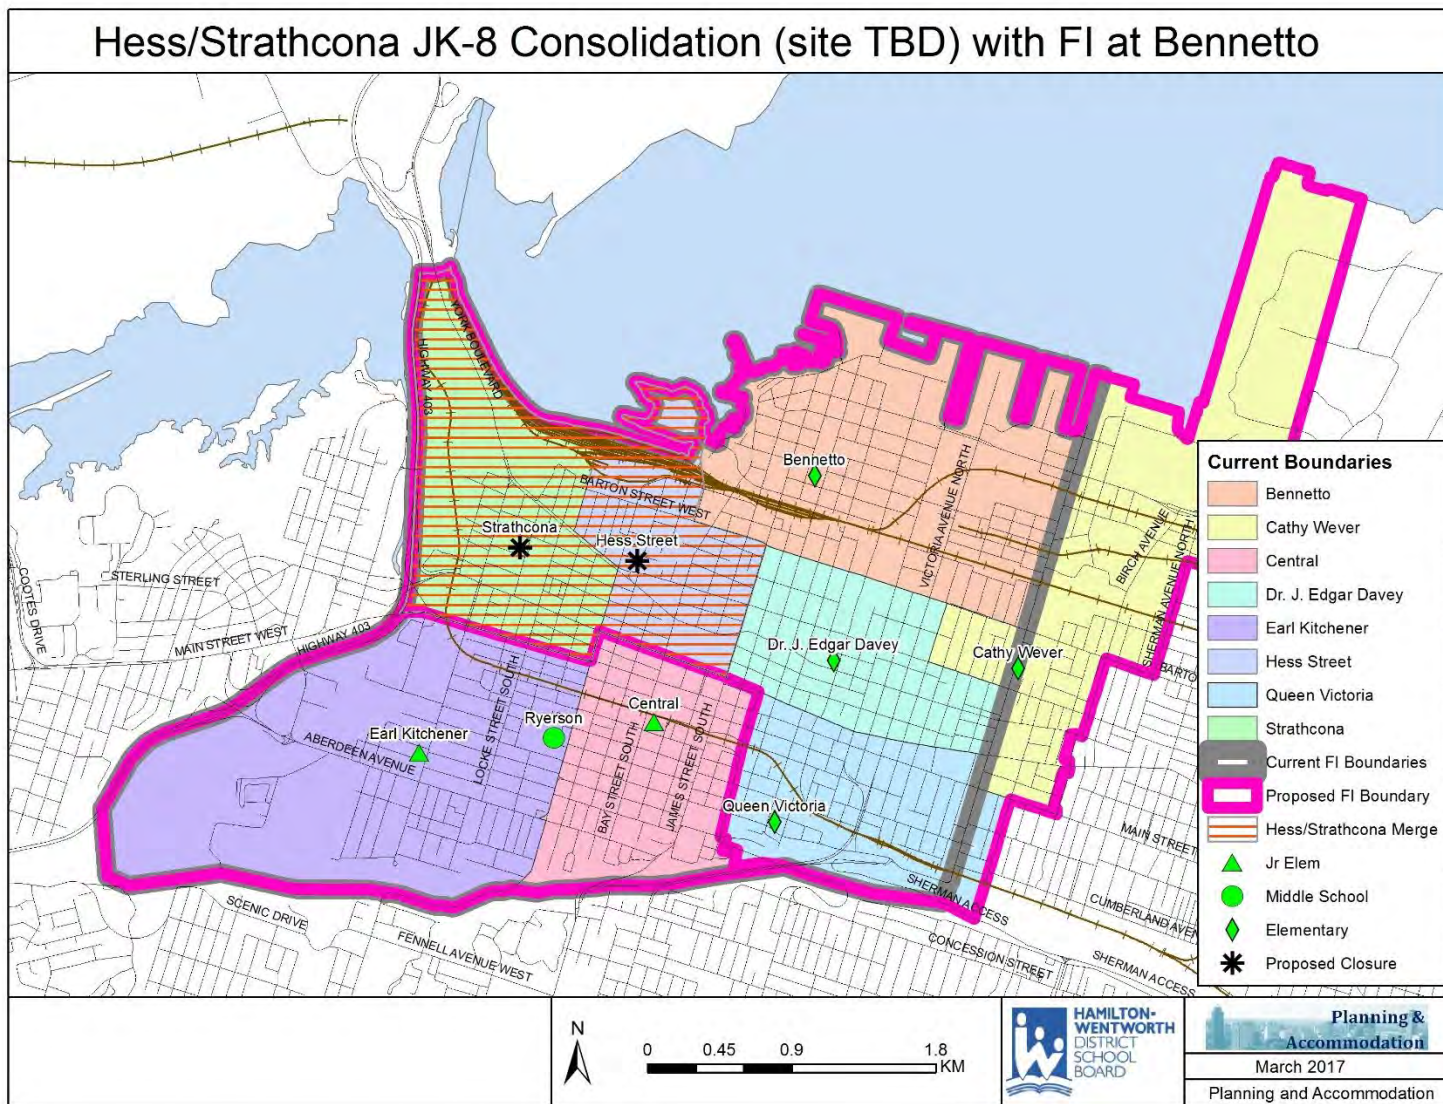 Hess/Strathcona JK-8 Consolidation (site TBD) with FI at Bennetto
YORK BOULEVARD
HIGHWAY 403
Bennetto
BARTON STREET WEST
VICTORIA AVENUE NORTH
Strathcona
Hess Street
BIRCH AVENUE
SHERMAN AVENUE NORTH
STERLING STREET
COOTES DRIVE
MAIN STREET WEST
HIGHWAY 403
Dr. J. Edgar Davey
Cathy Wever
BARTO
Central
Ryerson
Earl Kitchener
ABERDEEN AVENUE
LOCKE STREET SOUTH
BAY STREET SOUTH
JAMES STREET SOUTH
Queen Victoria
MAIN STREET
SHERMAN ACCESS
CUMBERLAND AVEN
SCENIC DRIVE
FENNELL AVENUE WEST
CONCESSION STREET
SHERMAN ACCESS
Current Boundaries
Bennetto
Cathy Wever
Central
Dr. J. Edgar Davey
Earl Kitchener
Hess Street
Queen Victoria
Strathcona
Current FI Boundaries
Proposed FI Boundary
Hess/Strathcona Merge
Jr Elem
Middle School
Elementary
Proposed Closure
N
0 0.45 0.9 1.8
KM
HAMILTON-
WENTWORTH
DISTRICT
SCHOOL
BOARD
Planning &
Accommodation
March 2017
Planning and Accommodation